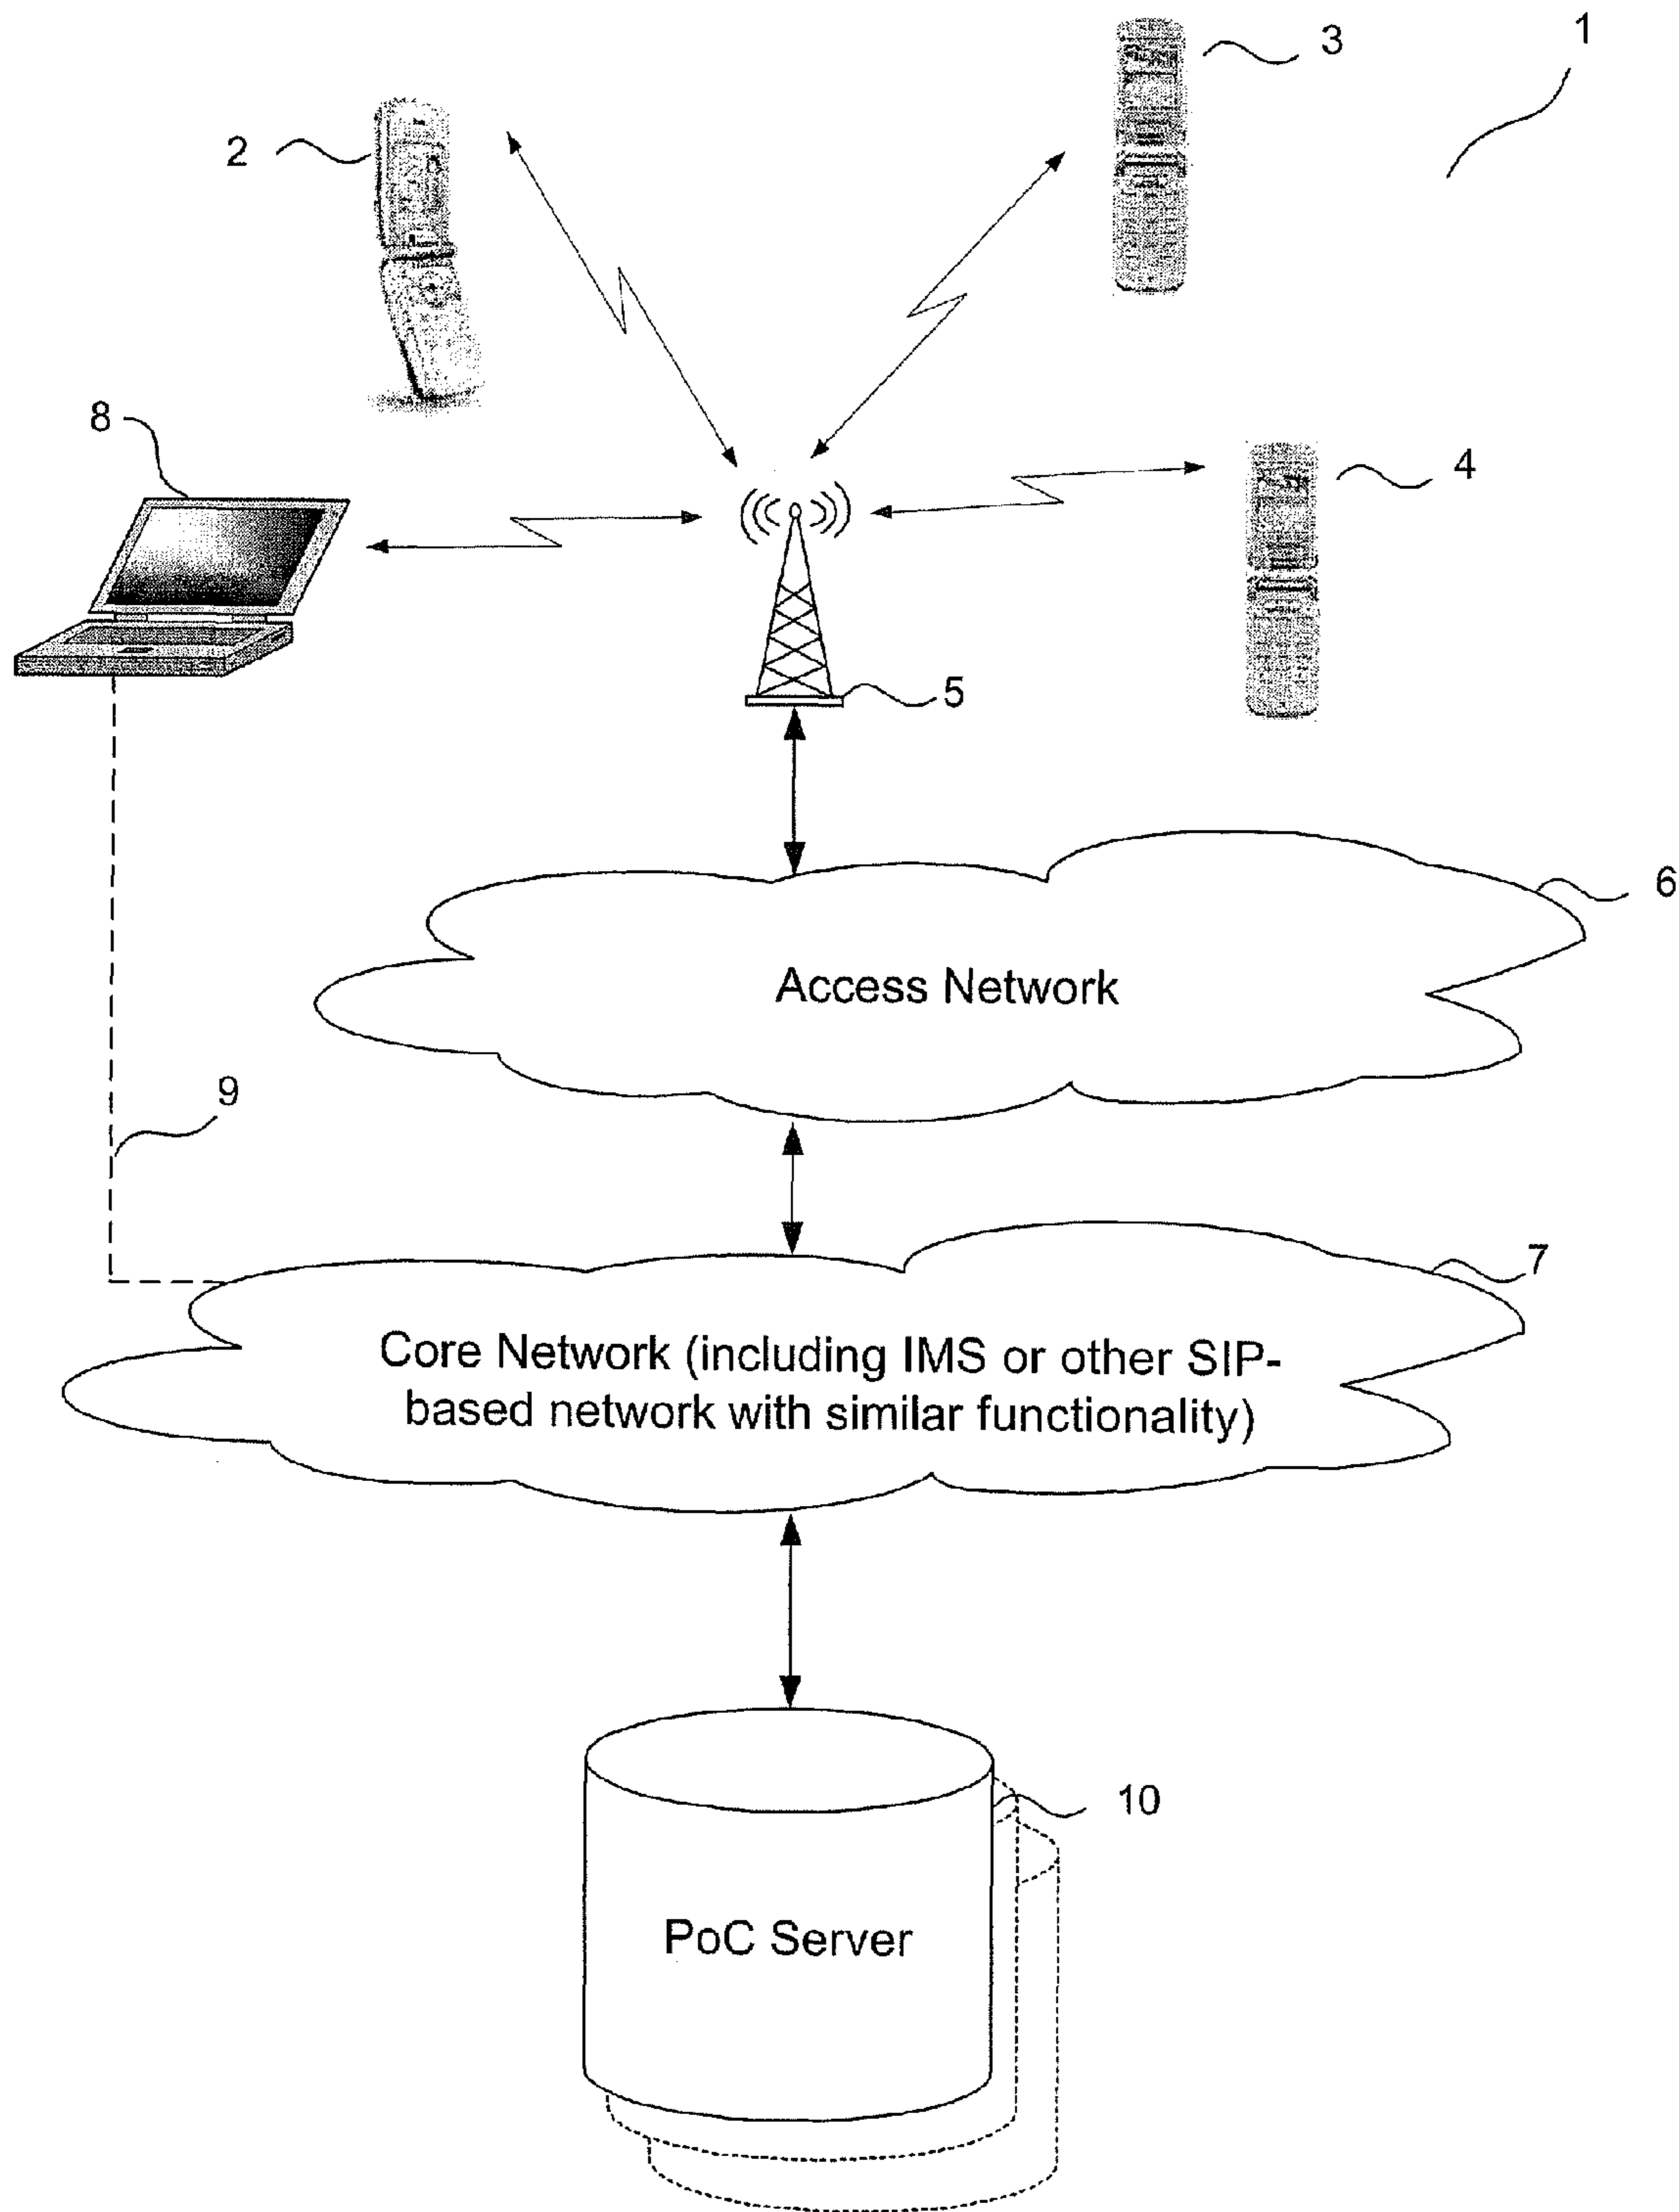 1
3
2
8
4
5
6
Access Network
9
7
Core Network (including IMS or other SIP-
based network with similar functionality)
10
PoC Server